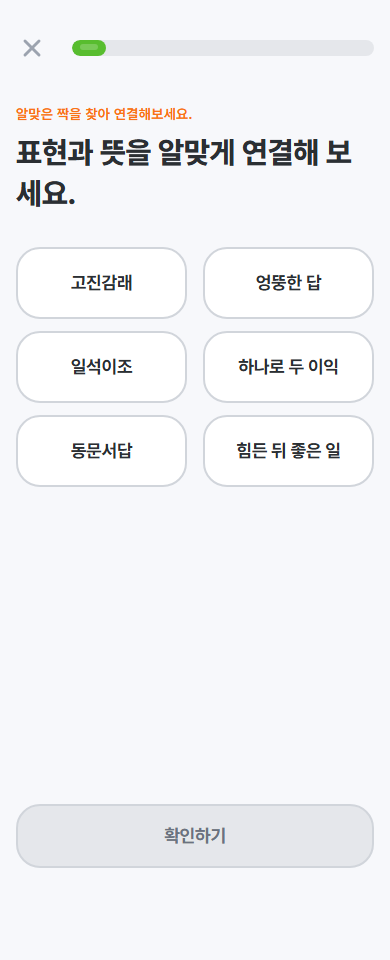 알맞은 짝을 찾아 연결해보세요.
표현과 뜻을 알맞게 연결해 보
세요.
고진감래
엉뚱한 답
일석이조
하나로 두 이익
동문서답
힘든 뒤 좋은 일
확인하기